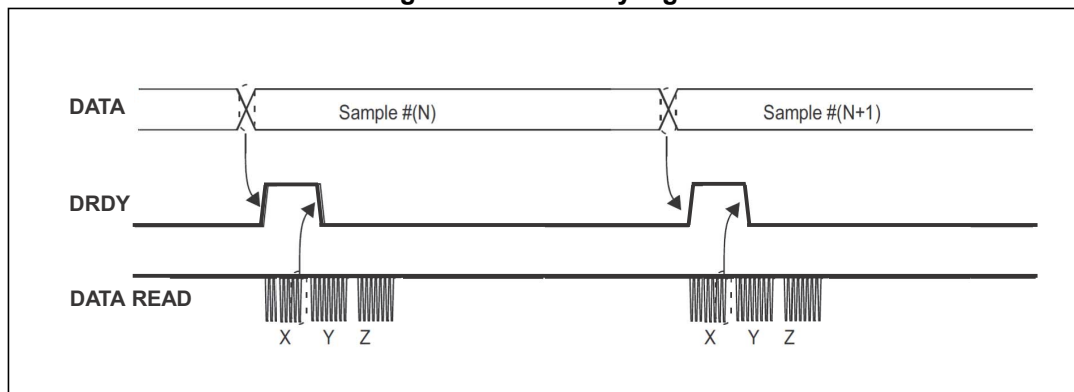 DATA
Sample #(N)
Sample #(N+1)
DRDY
DATA READ
X Y Z
X Y Z